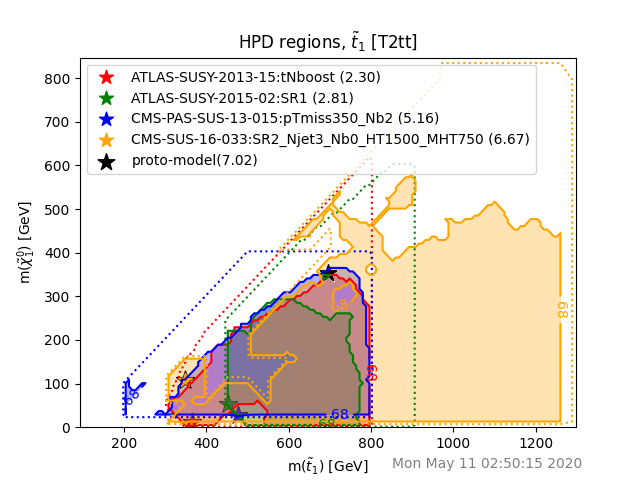 HPD regions, t̃₁ [T2tt]
ATLAS-SUSY-2013-15:tNboost (2.30)
ATLAS-SUSY-2015-02:SR1 (2.81)
CMS-PAS-SUS-13-015:pTmiss350_Nb2 (5.16)
CMS-SUS-16-033:SR2_Njet3_Nb0_HT1500_MHT750 (6.67)
proto-model(7.02)
m(χ̃₁⁰) [GeV]
800
700
600
500
400
300
200
100
0
68
68
68
68
68
200
400
600
800
1000
1200
m(t̃₁) [GeV]
Mon May 11 02:50:15 2020